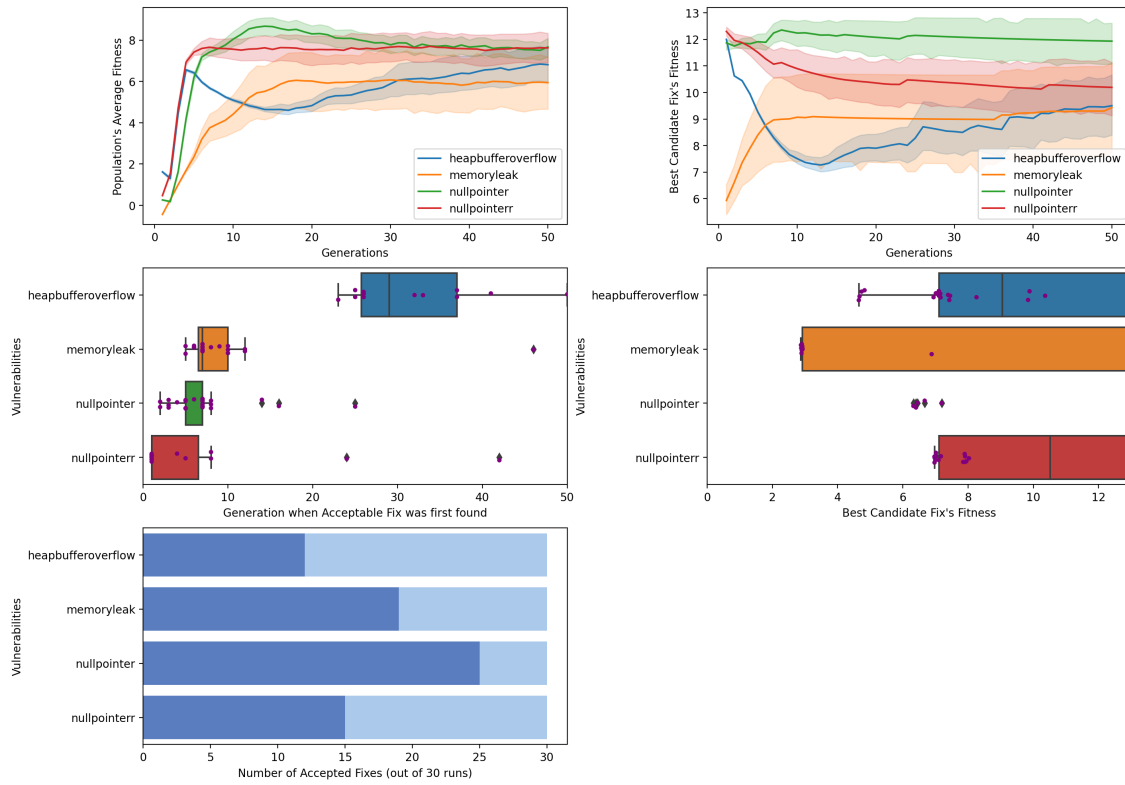 Population's Average Fitness
8
6
4
2
0
heapbufferoverflow
memoryleak
nullpointer
nullpointerr
0
10
20
30
40
50
Generations
Best Candidate Fix's Fitness
13
12
11
10
9
8
7
6
heapbufferoverflow
memoryleak
nullpointer
nullpointerr
0
10
20
30
40
50
Generations
Vulnerabilities
heapbufferoverflow
memoryleak
nullpointer
nullpointerr
0
10
20
30
40
50
Generation when Acceptable Fix was first found
Vulnerabilities
heapbufferoverflow
memoryleak
nullpointer
nullpointerr
0
2
4
6
8
10
12
Best Candidate Fix's Fitness
Vulnerabilities
heapbufferoverflow
memoryleak
nullpointer
nullpointerr
0
5
10
15
20
25
30
Number of Accepted Fixes (out of 30 runs)